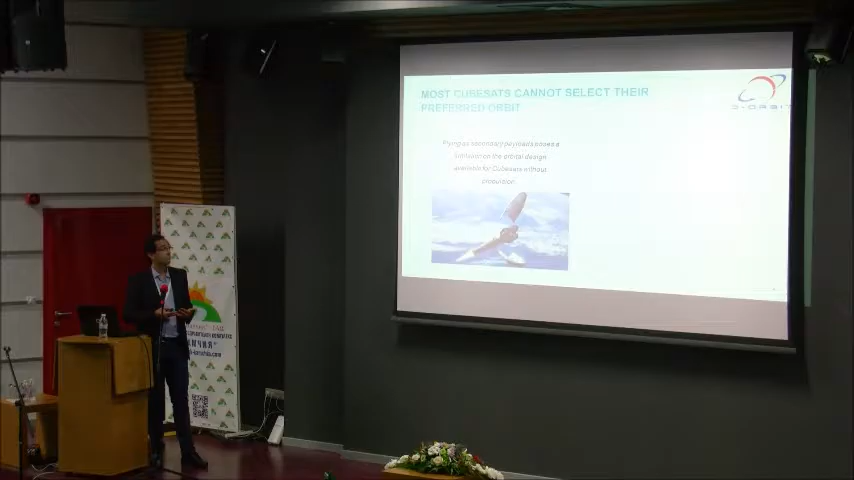 MOST CUBESATS CANNOT SELECT THEIR
PREFERRED ORBIT
D-ORBIT
Flying as secondary payloads poses a
limitation on the orbital design
available for Cubesats without
propulsion